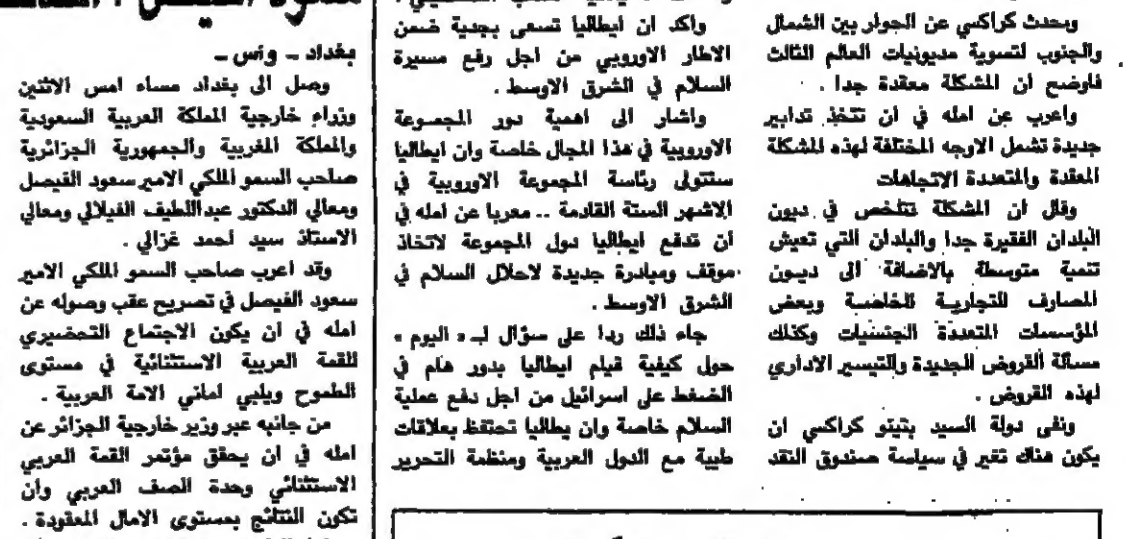 وتحدث كراكسي عن الحوار بين الشمال
والجنوب لتسوية مديونيات العالم الثالث
فاوضح ان المشكلة معقدة جدا .
واعرب عن امله في ان تتخذ تدابير
جديدة تشمل الاوجه المختلفة لهذه المشكلة
المعقدة والمتعددة الاتجاهات
وقال ان المشكلة تتلخص في ديون
البلدان الفقيرة جدا والبلدان التي تعيش
تنمية متوسطة بالاضافة الى ديون
المصارف التجارية الخاصة وبعض
المؤسسات المتعددة الجنسيات وكذلك
مسالة القروض الجديدة والتيسير الاداري
لهذه القروض .
ونفى دولة السيد بتينو كراكسي ان
يكون هناك تغير في سياسة صندوق النقد
واكد ان ايطاليا تسعى بجدية ضمن
الاطار الاوروبي من اجل رفع مسيرة
السلام في الشرق الاوسط .
واشار الى اهمية دور المجموعة
الاوروبية في هذا المجال خاصة وان ايطاليا
ستتولى رئاسة المجموعة الاوروبية في
الاشهر الستة القادمة .. معربا عن امله في
أن تدفع ايطاليا دول المجموعة لاتخاذ
موقف ومبادرة جديدة لاحلال السلام في
الشرق الاوسط .
جاء ذلك ردا على سؤال لـ « اليوم »
حول كيفية قيام ايطاليا بدور هام في
الضغط على اسرائيل من اجل دفع عملية
السلام خاصة وان يطاليا تحتفظ بعلاقات
طيبة مع الدول العربية ومنظمة التحرير
بغداد ــ واس ــ
وصل الى بغداد مساء امس الاثنين
وزراء خارجية المملكة العربية السعودية
والمملكة المغربية والجمهورية الجزائرية
صاحب السمو الملكي الامير سعود الفيصل
ومعالي الدكتور عبداللطيف الفيلالي ومعالي
الاستاذ سيد احمد غزالي .
وقد اعرب صاحب السمو الملكي الامير
سعود الفيصل في تصريح عقب وصوله عن
امله في ان يكون الاجتماع التحضيري
للقمة العربية الاستثنائية في مستوى
الطموح ويلبي اماني الامة العربية .
من جانبه عبر وزير خارجية الجزائر عن
امله في ان يحقق مؤتمر القمة العربي
الاستثنائي وحدة الصف العربي وأن
تكون النتائج بمستوى الامال المعقودة .